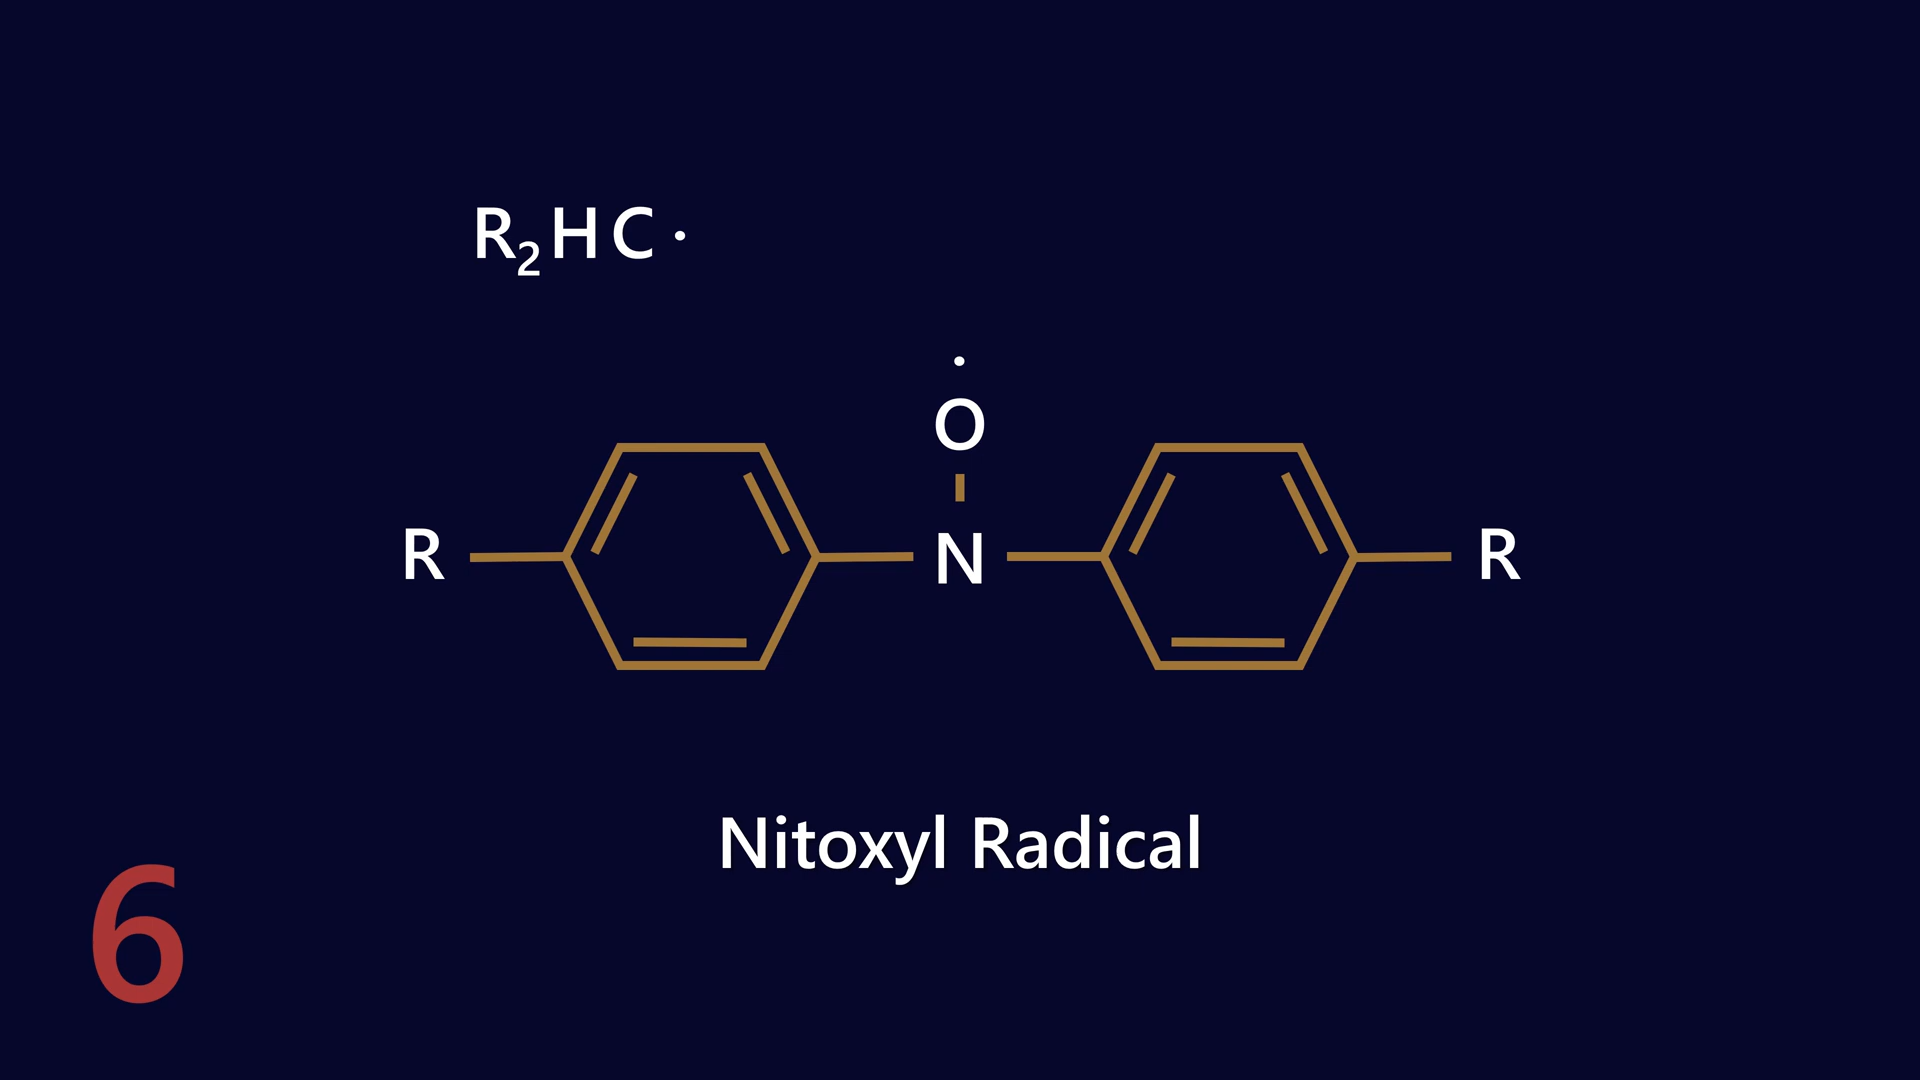 R₂HC·
·
O
R N R
Nitoxyl Radical
6